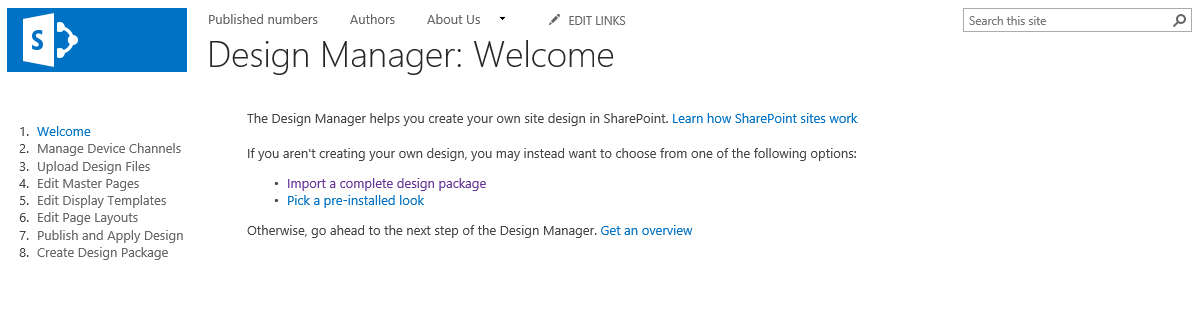 Published numbers Authors About Us EDIT LINKS
Search this site
S
Design Manager: Welcome
1. Welcome
2. Manage Device Channels
3. Upload Design Files
4. Edit Master Pages
5. Edit Display Templates
6. Edit Page Layouts
7. Publish and Apply Design
8. Create Design Package
The Design Manager helps you create your own site design in SharePoint. Learn how SharePoint sites work
If you aren't creating your own design, you may instead want to choose from one of the following options:
• Import a complete design package
• Pick a pre-installed look
Otherwise, go ahead to the next step of the Design Manager. Get an overview